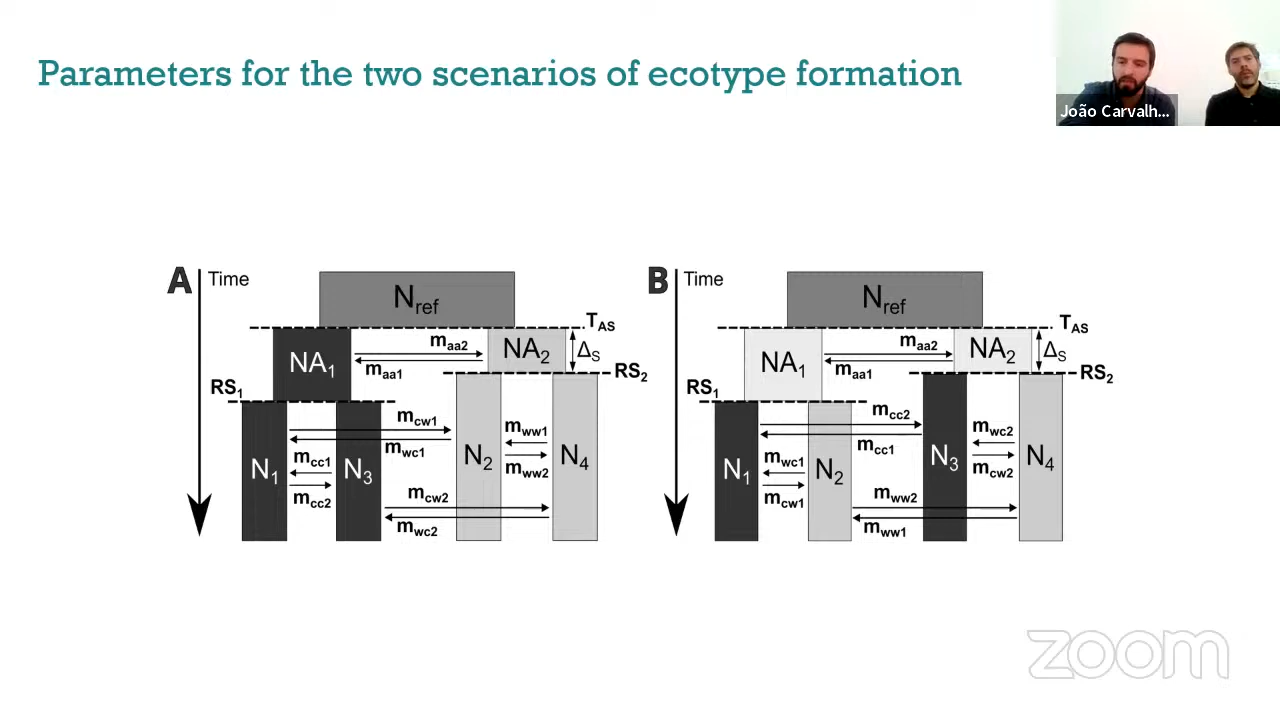 Parameters for the two scenarios of ecotype formation
João Carvalh...
A
Time
Nref
TAS
NA1
maa2
maa1
NA2
ΔS
RS1
RS2
mcw1
mwc1
mww1
mww2
N1
mcc1
mcc2
N3
N2
N4
mcw2
mwc2
B
Time
Nref
TAS
NA1
maa2
maa1
NA2
ΔS
RS1
RS2
mcc2
mcc1
mwc2
mcw2
N1
mwc1
mcw1
N2
N3
N4
mww2
mww1
zoom